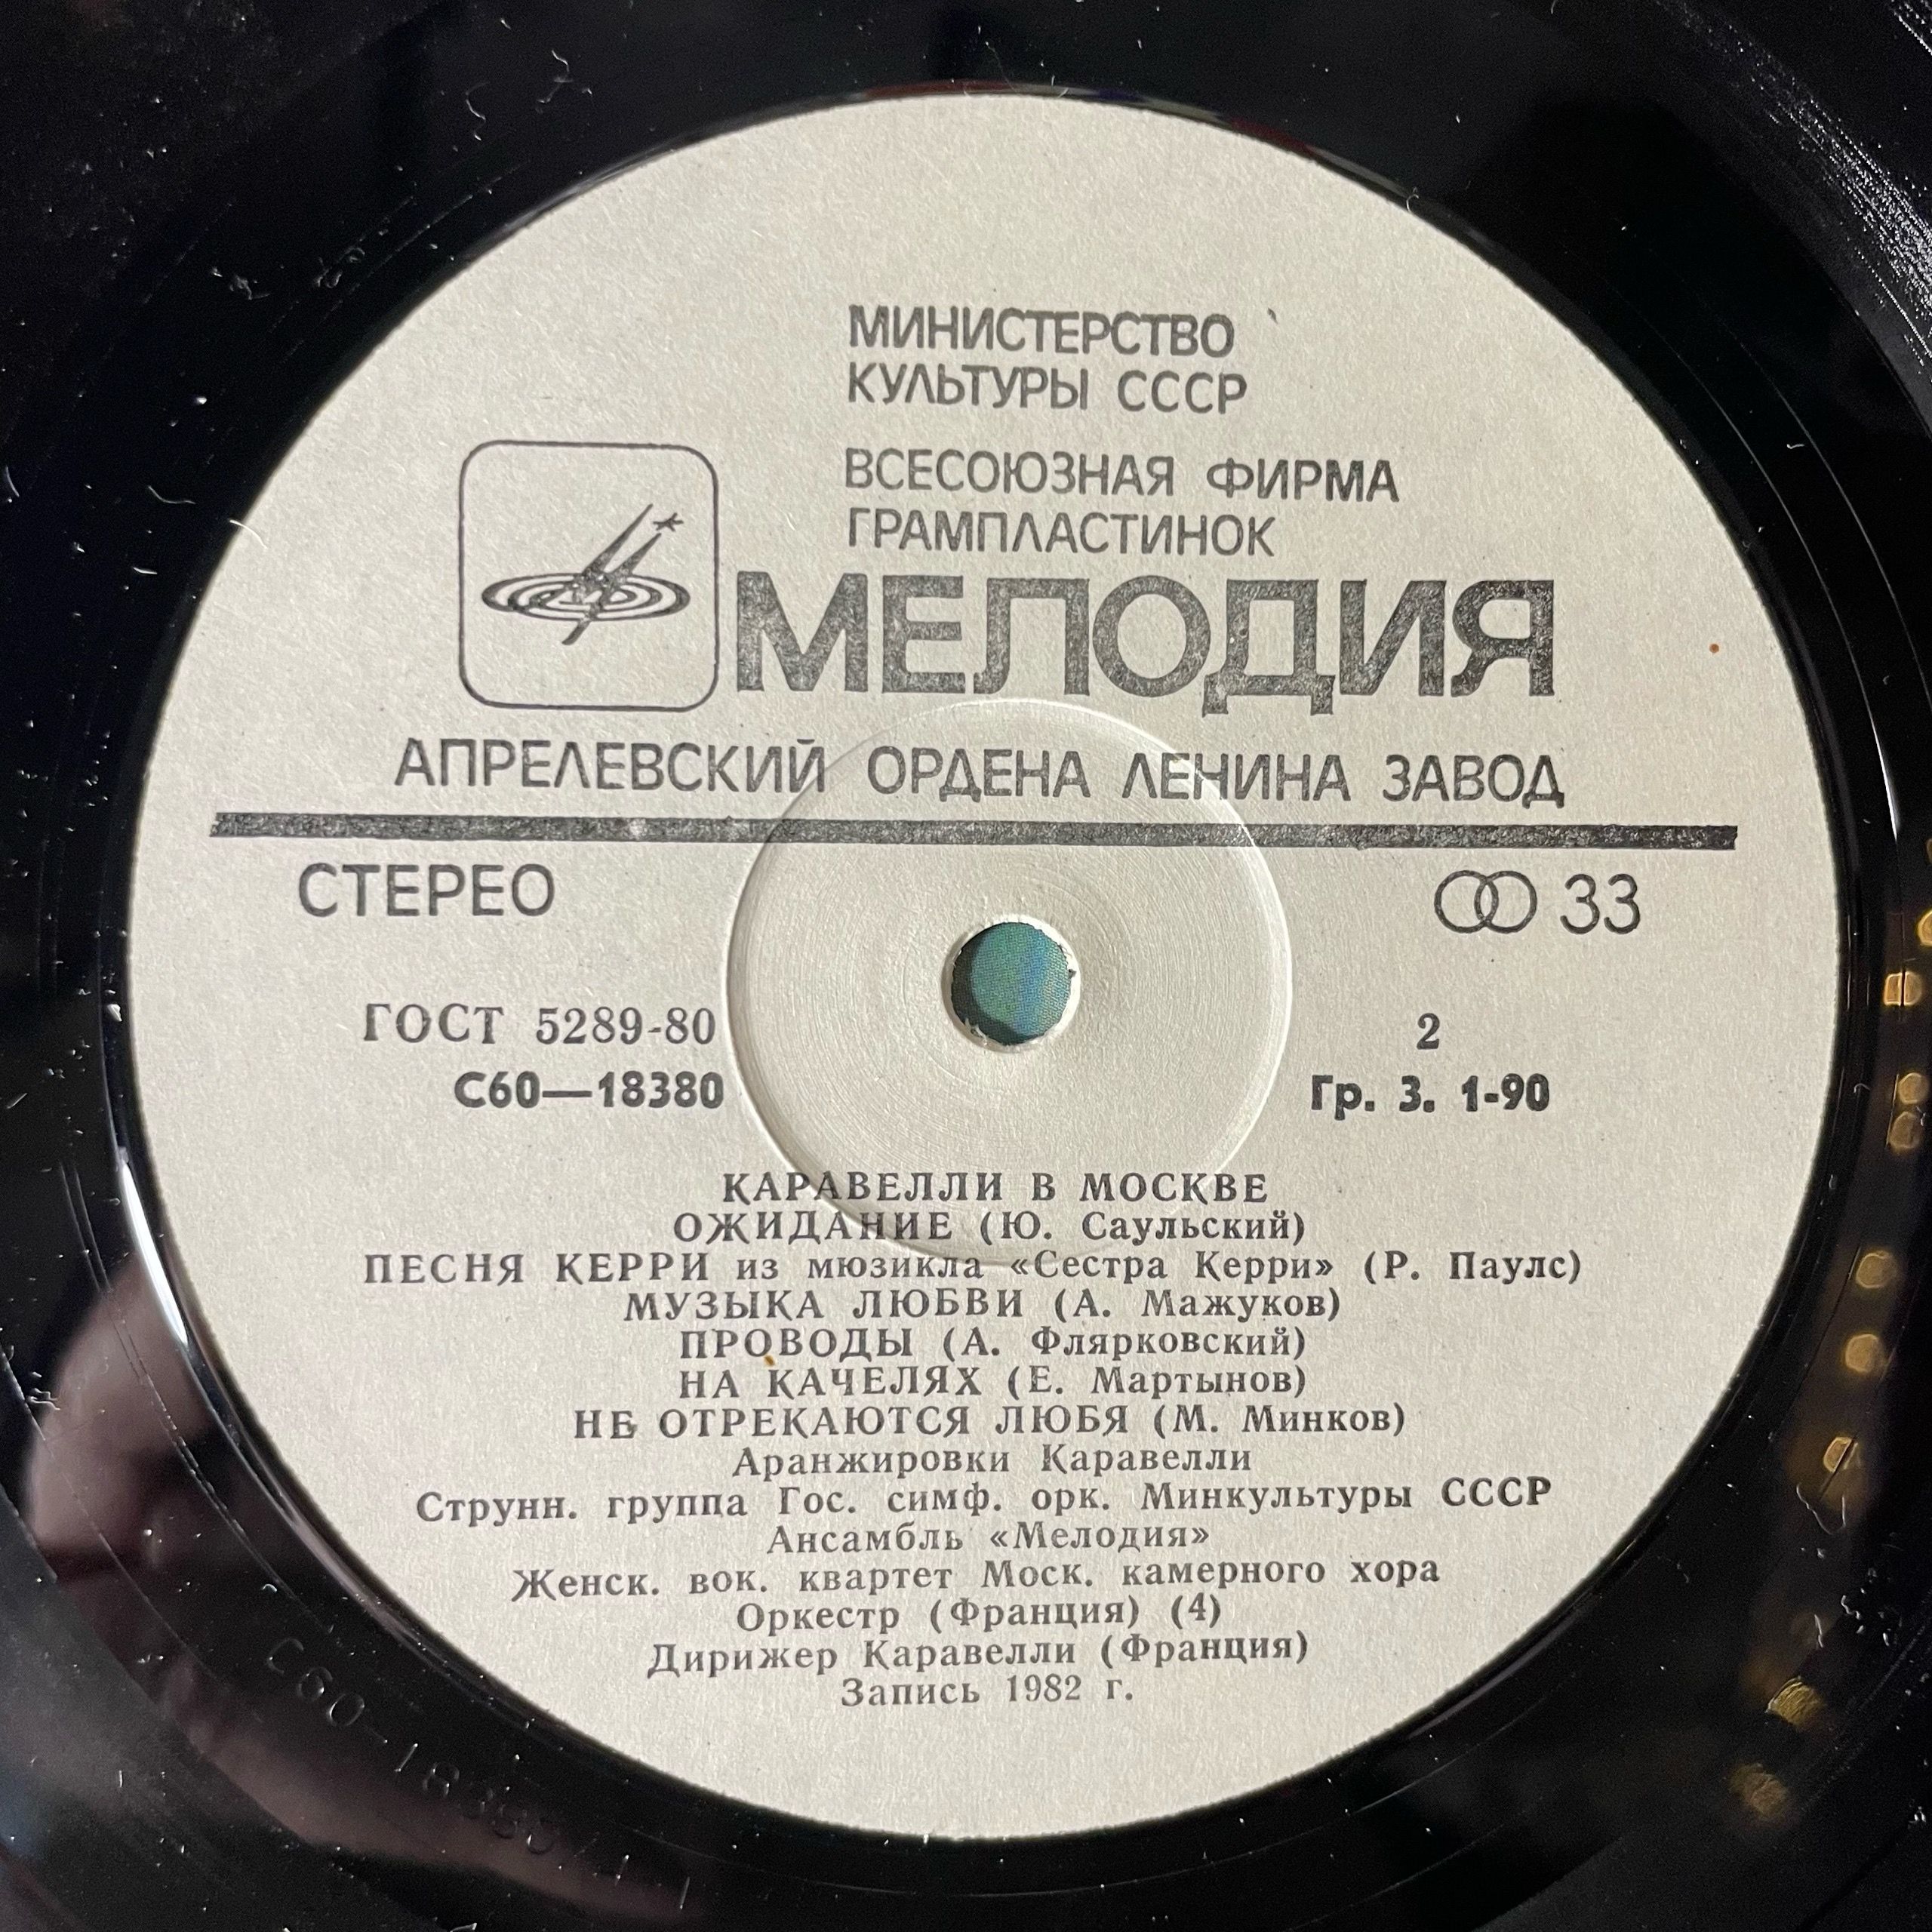 МИНИСТЕРСТВО
КУЛЬТУРЫ СССР
ВСЕСОЮЗНАЯ ФИРМА
ГРАМПЛАСТИНОК
МЕЛОДИЯ
АПРЕЛЕВСКИЙ ОРДЕНА ЛЕНИНА ЗАВОД
СТЕРЕО 33
ГОСТ 5289-80 2
С60—18380 Гр. 3. 1-90
КАРАВЕЛЛИ В МОСКВЕ
ОЖИДАНИЕ (Ю. Саульский)
ПЕСНЯ КЕРРИ из мюзикла «Сестра Керри» (Р. Паулс)
МУЗЫКА ЛЮБВИ (А. Мажуков)
ПРОВОДЫ (А. Флярковский)
НА КАЧЕЛЯХ (Е. Мартынов)
НЕ ОТРЕКАЮТСЯ ЛЮБЯ (М. Минков)
Аранжировки Каравелли
Струнн. группа Гос. симф. орк. Минкультуры СССР
Ансамбль «Мелодия»
Женск. вок. квартет Моск. камерного хора
Оркестр (Франция) (4)
Дирижер Каравелли (Франция)
Запись 1982 г.